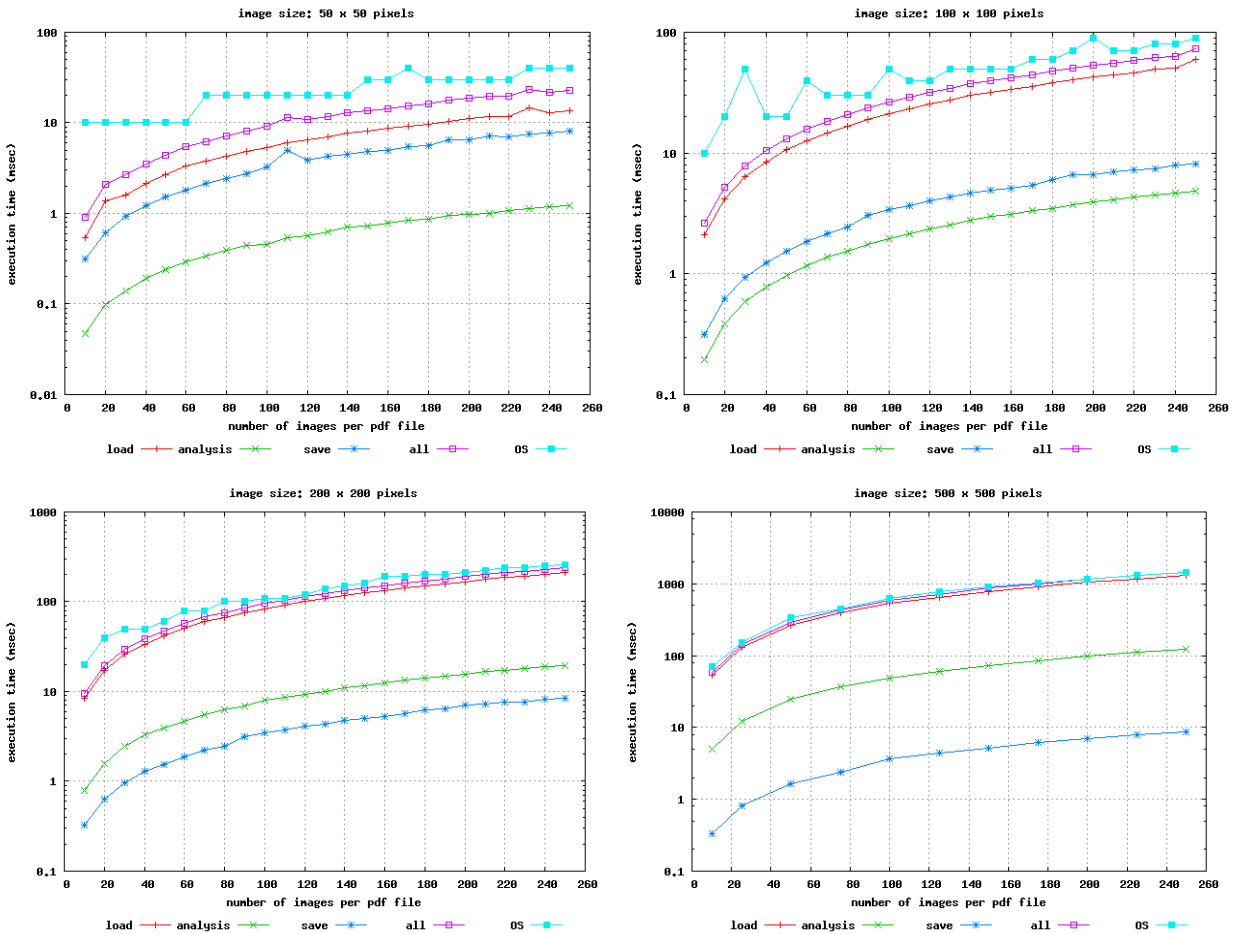 image size: 50 x 50 pixels
100
10
1
0.1
0.01
execution time (msec)
0 20 40 60 80 100 120 140 160 180 200 220 240 260
number of images per pdf file
load analysis save all OS
image size: 100 x 100 pixels
100
10
1
0.1
execution time (msec)
0 20 40 60 80 100 120 140 160 180 200 220 240 260
number of images per pdf file
load analysis save all OS
image size: 200 x 200 pixels
1000
100
10
1
0.1
execution time (msec)
0 20 40 60 80 100 120 140 160 180 200 220 240 260
number of images per pdf file
load analysis save all OS
image size: 500 x 500 pixels
10000
1000
100
10
1
0.1
execution time (msec)
0 20 40 60 80 100 120 140 160 180 200 220 240 260
number of images per pdf file
load analysis save all OS